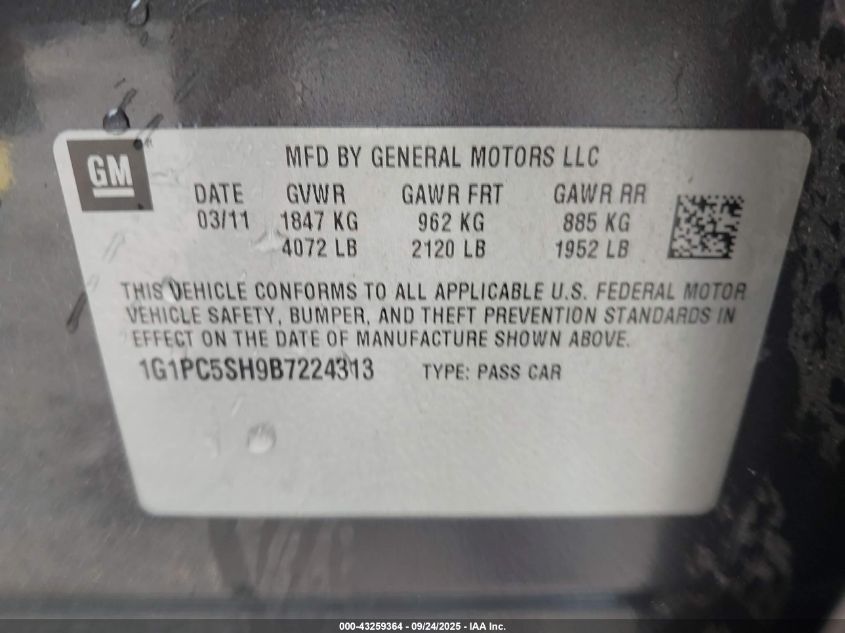 GM
MFD BY GENERAL MOTORS LLC
DATE GVWR GAWR FRT GAWR RR
03/11 1847 KG 962 KG 885 KG
4072 LB 2120 LB 1952 LB
THIS VEHICLE CONFORMS TO ALL APPLICABLE U.S. FEDERAL MOTOR
VEHICLE SAFETY, BUMPER, AND THEFT PREVENTION STANDARDS IN
EFFECT ON THE DATE OF MANUFACTURE SHOWN ABOVE.
1G1PC5SH9B7224313 TYPE: PASS CAR
000-43259364 - 09/24/2025 - IAA Inc.